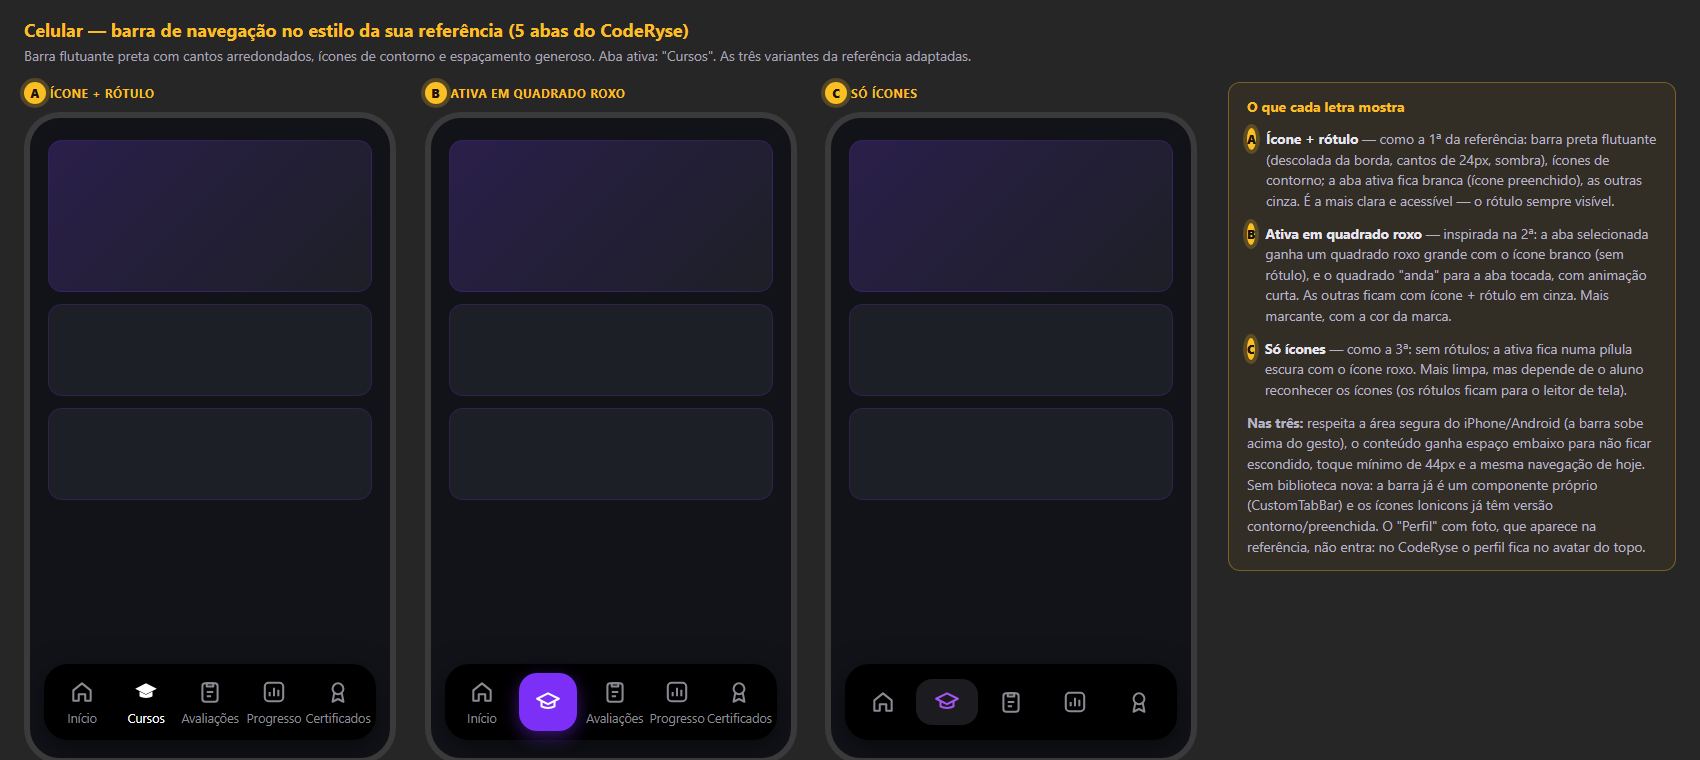 Celular — barra de navegação no estilo da sua referência (5 abas do CodeRyse)
Barra flutuante preta com cantos arredondados, ícones de contorno e espaçamento generoso. Aba ativa: "Cursos". As três variantes da referência adaptadas.
A ÍCONE + RÓTULO
Início Cursos Avaliações Progresso Certificados
B ATIVA EM QUADRADO ROXO
Início Avaliações Progresso Certificados
C SÓ ÍCONES
O que cada letra mostra
A Ícone + rótulo — como a 1ª da referência: barra preta flutuante
(descolada da borda, cantos de 24px, sombra), ícones de
contorno; a aba ativa fica branca (ícone preenchido), as outras
cinza. É a mais clara e acessível — o rótulo sempre visível.
B Ativa em quadrado roxo — inspirada na 2ª: a aba selecionada
ganha um quadrado roxo grande com o ícone branco (sem
rótulo), e o quadrado "anda" para a aba tocada, com animação
curta. As outras ficam com ícone + rótulo em cinza. Mais
marcante, com a cor da marca.
C Só ícones — como a 3ª: sem rótulos; a ativa fica numa pílula
escura com o ícone roxo. Mais limpa, mas depende de o aluno
reconhecer os ícones (os rótulos ficam para o leitor de tela).
Nas três: respeita a área segura do iPhone/Android (a barra sobe
acima do gesto), o conteúdo ganha espaço embaixo para não ficar
escondido, toque mínimo de 44px e a mesma navegação de hoje.
Sem biblioteca nova: a barra já é um componente próprio
(CustomTabBar) e os ícones Ionicons já têm versão
contorno/preenchida. O "Perfil" com foto, que aparece na
referência, não entra: no CodeRyse o perfil fica no avatar do topo.